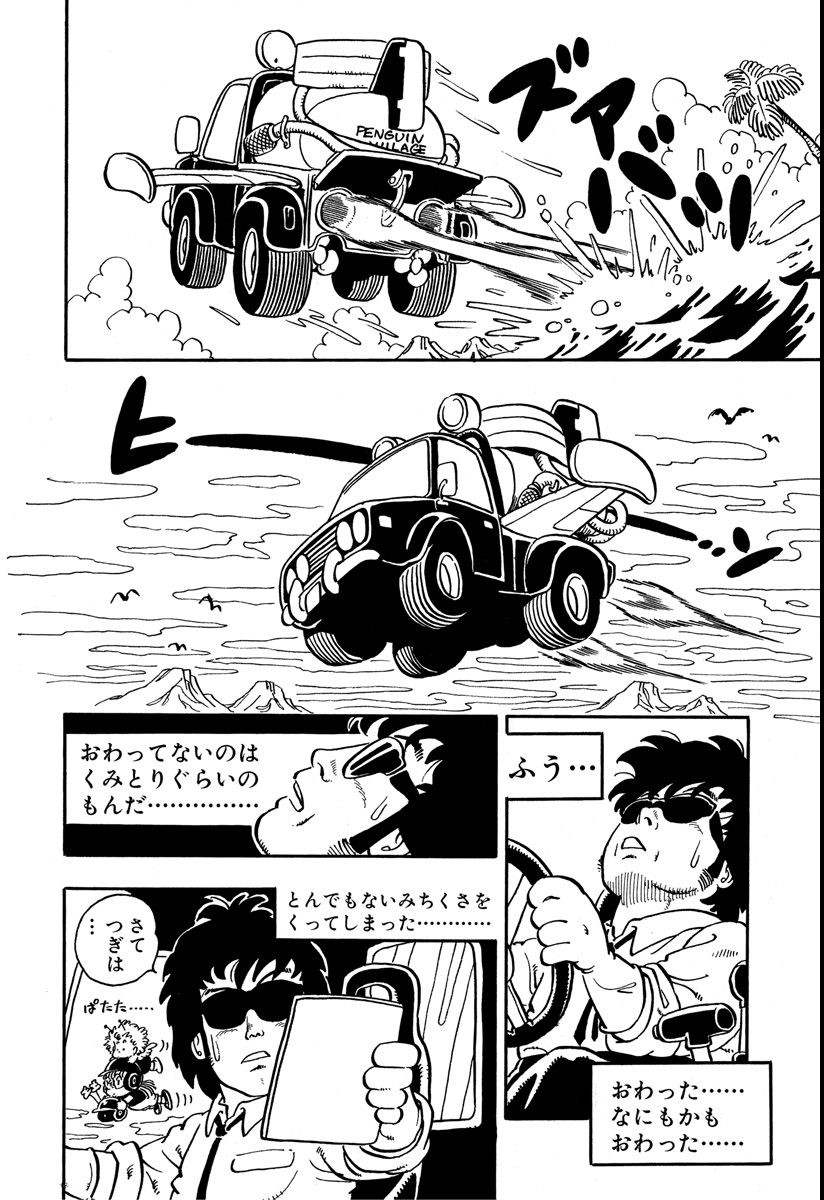 ズババッ
PENGUIN
VILLAGE
1
ヒーーン
1
ふう…
おわった……
なにもかも
おわった……
おわってないのは
くみとりぐらいの
もんだ……………
とんでもないみちくさを
くってしまった…………
さて
つぎは
…
ぱたた……